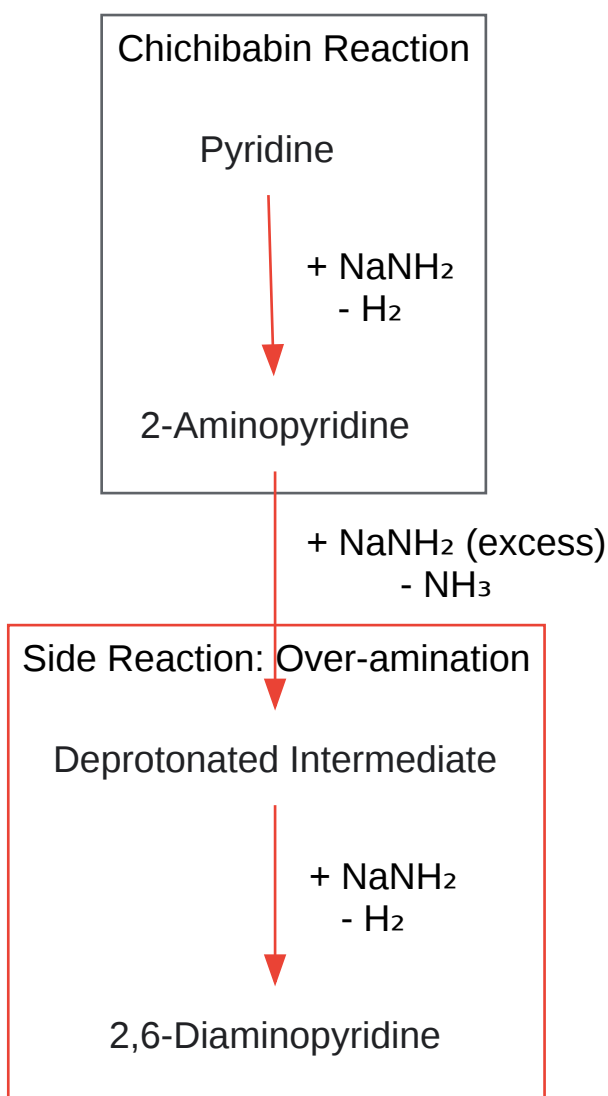 Chichibabin Reaction
Pyridine
+ NaNH₂
- H₂
2-Aminopyridine
+ NaNH₂ (excess)
- NH₃
Side Reaction: Over-amination
Deprotonated Intermediate
+ NaNH₂
- H₂
2,6-Diaminopyridine